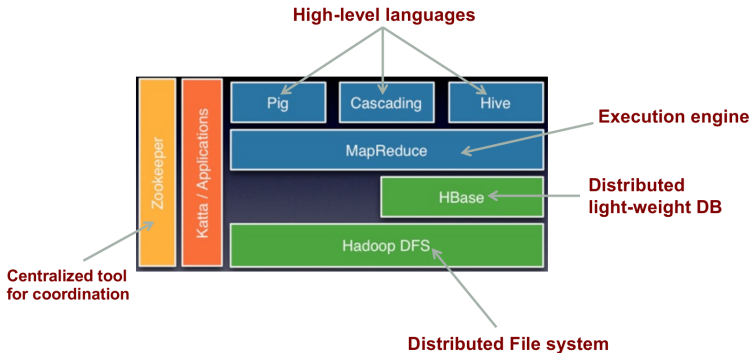 High-level languages
Pig
Cascading
Hive
Execution engine
MapReduce
Zookeeper
Katta / Applications
Distributed
light-weight DB
HBase
Hadoop DFS
Centralized tool
for coordination
Distributed File system